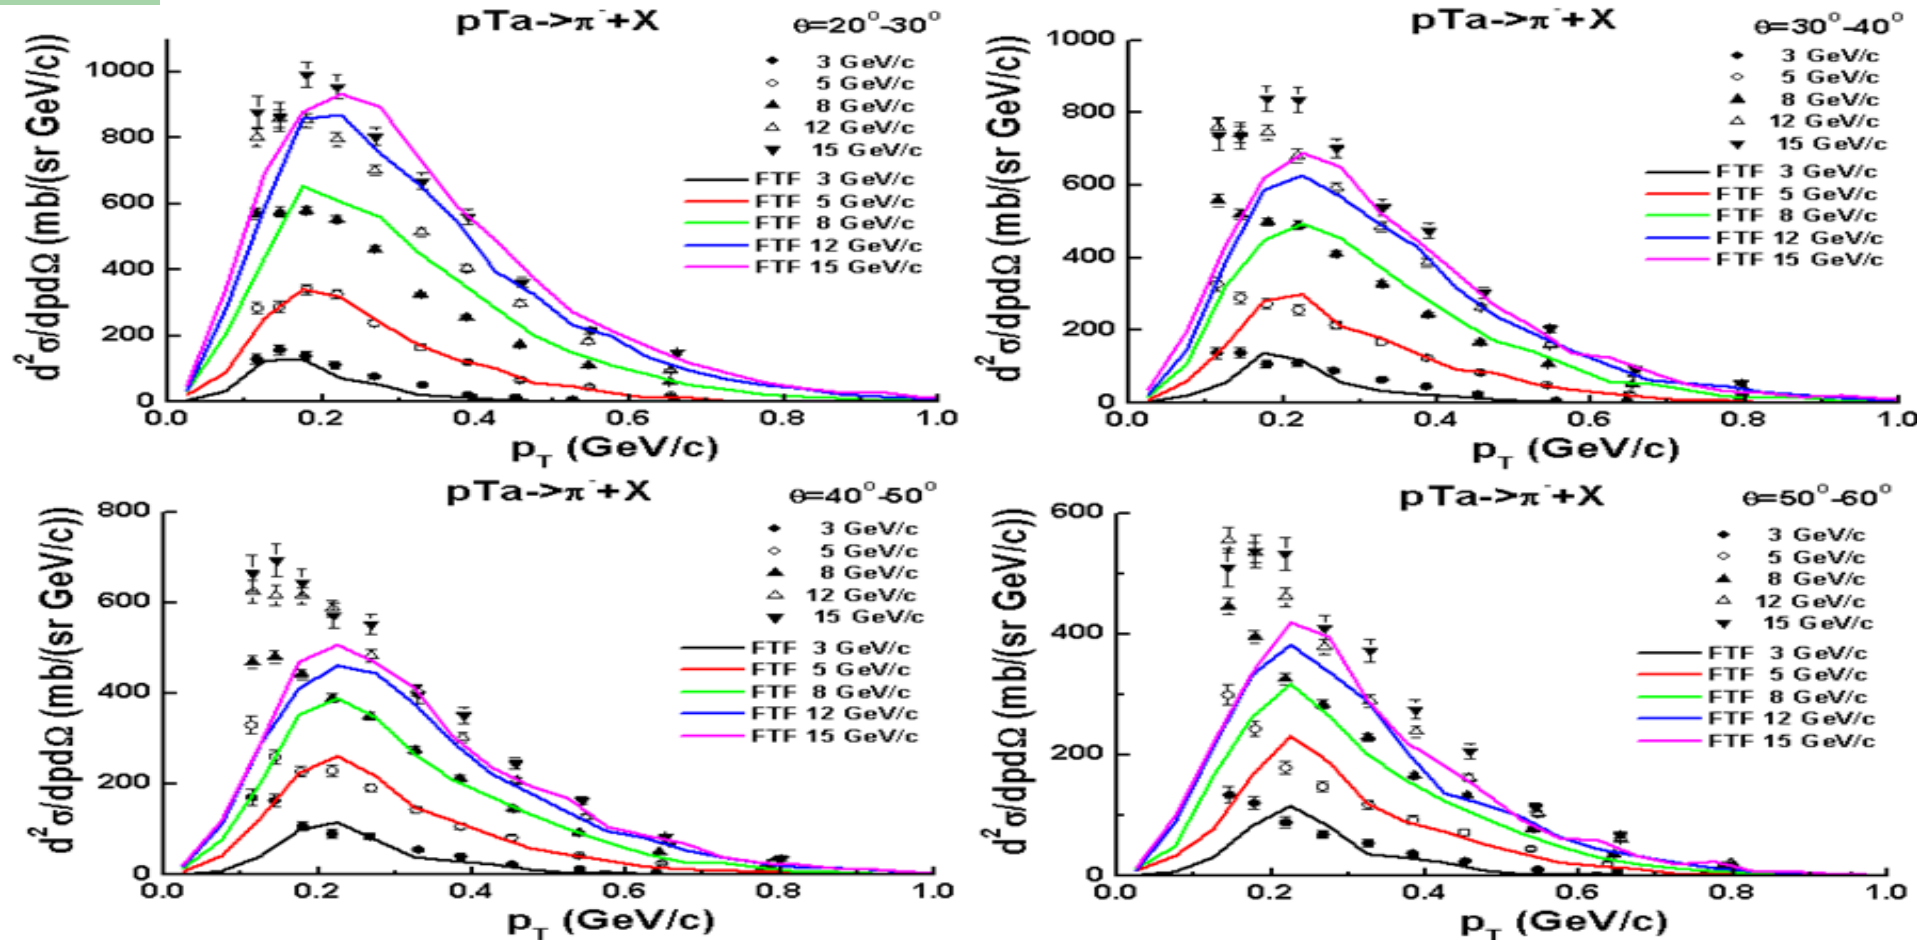 pTa->π⁻+X
θ=20°-30°
d²σ/dpdΩ (mb/(sr GeV/c))
1000
800
600
400
200
0
3 GeV/c
5 GeV/c
8 GeV/c
12 GeV/c
15 GeV/c
FTF 3 GeV/c
FTF 5 GeV/c
FTF 8 GeV/c
FTF 12 GeV/c
FTF 15 GeV/c
0.0 0.2 0.4 0.6 0.8 1.0
p_T (GeV/c)
pTa->π⁻+X
θ=30°-40°
d²σ/dpdΩ (mb/(sr GeV/c))
1000
800
600
400
200
0
3 GeV/c
5 GeV/c
8 GeV/c
12 GeV/c
15 GeV/c
FTF 3 GeV/c
FTF 5 GeV/c
FTF 8 GeV/c
FTF 12 GeV/c
FTF 15 GeV/c
0.0 0.2 0.4 0.6 0.8 1.0
p_T (GeV/c)
pTa->π⁻+X
θ=40°-50°
d²σ/dpdΩ (mb/(sr GeV/c))
800
600
400
200
0
3 GeV/c
5 GeV/c
8 GeV/c
12 GeV/c
15 GeV/c
FTF 3 GeV/c
FTF 5 GeV/c
FTF 8 GeV/c
FTF 12 GeV/c
FTF 15 GeV/c
0.0 0.2 0.4 0.6 0.8 1.0
p_T (GeV/c)
pTa->π⁻+X
θ=50°-60°
d²σ/dpdΩ (mb/(sr GeV/c))
600
400
200
0
3 GeV/c
5 GeV/c
8 GeV/c
12 GeV/c
15 GeV/c
FTF 3 GeV/c
FTF 5 GeV/c
FTF 8 GeV/c
FTF 12 GeV/c
FTF 15 GeV/c
0.0 0.2 0.4 0.6 0.8 1.0
p_T (GeV/c)